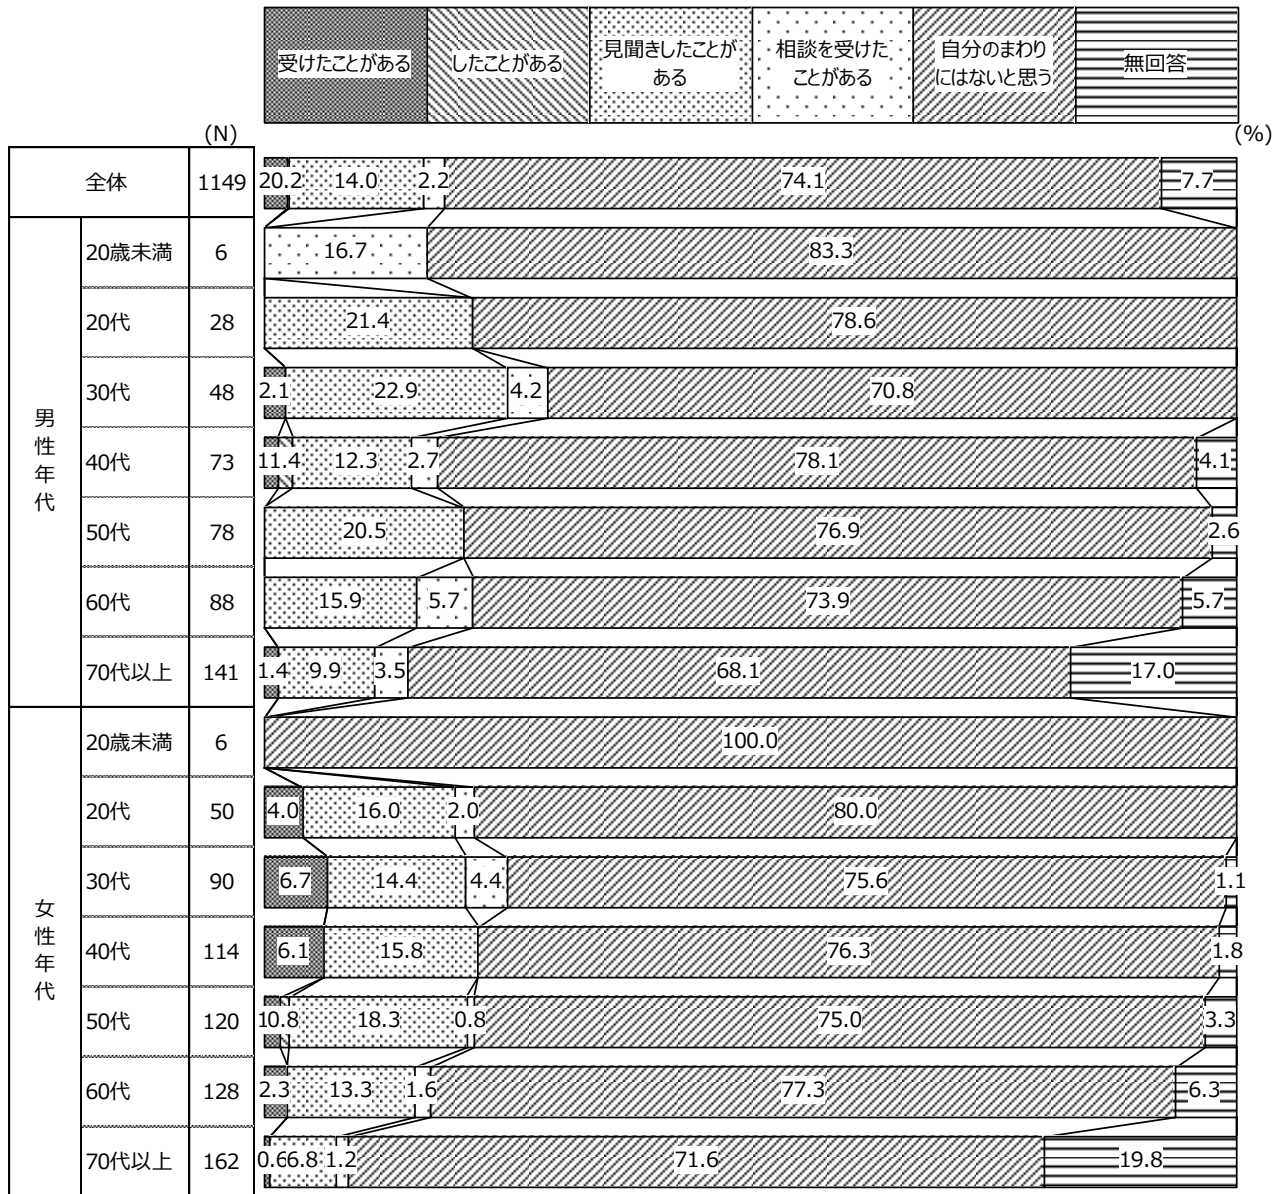 受けたことがある
したことがある
見聞きしたことが
ある
相談を受けた
ことがある
自分のまわり
にはないと思う
無回答
(N)
(%)
全体 1149 20.2 14.0 2.2 74.1 7.7
男性年代
20歳未満 6 16.7 83.3
20代 28 21.4 78.6
30代 48 2.1 22.9 4.2 70.8
40代 73 11.4 12.3 2.7 78.1 4.1
50代 78 20.5 76.9 2.6
60代 88 15.9 5.7 73.9 5.7
70代以上 141 1.4 9.9 3.5 68.1 17.0
女性年代
20歳未満 6 100.0
20代 50 4.0 16.0 2.0 80.0
30代 90 6.7 14.4 4.4 75.6 1.1
40代 114 6.1 15.8 76.3 1.8
50代 120 10.8 18.3 0.8 75.0 3.3
60代 128 2.3 13.3 1.6 77.3 6.3
70代以上 162 0.6 6.8 1.2 71.6 19.8